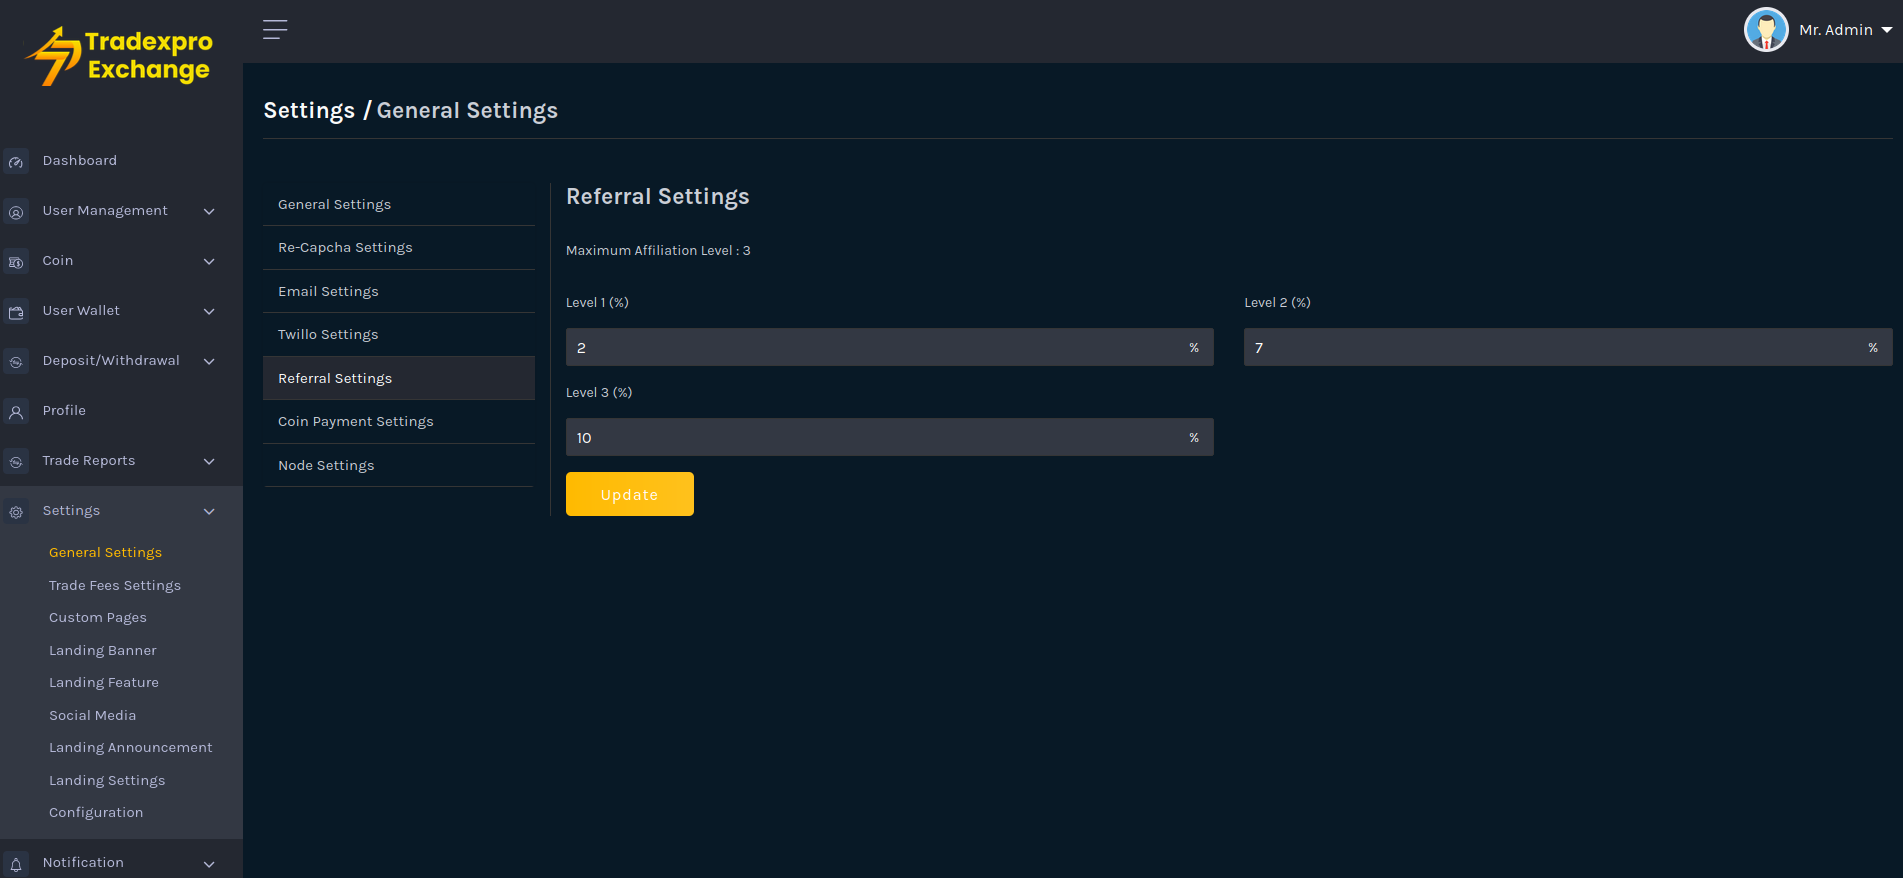 Tradexpro
Exchange
Mr. Admin
Dashboard
User Management
Coin
User Wallet
Deposit/Withdrawal
Profile
Trade Reports
Settings
General Settings
Trade Fees Settings
Custom Pages
Landing Banner
Landing Feature
Social Media
Landing Announcement
Landing Settings
Configuration
Notification
Settings / General Settings
General Settings
Re-Capcha Settings
Email Settings
Twillo Settings
Referral Settings
Coin Payment Settings
Node Settings
Referral Settings
Maximum Affiliation Level : 3
Level 1 (%)
2 %
Level 2 (%)
7 %
Level 3 (%)
10 %
Update